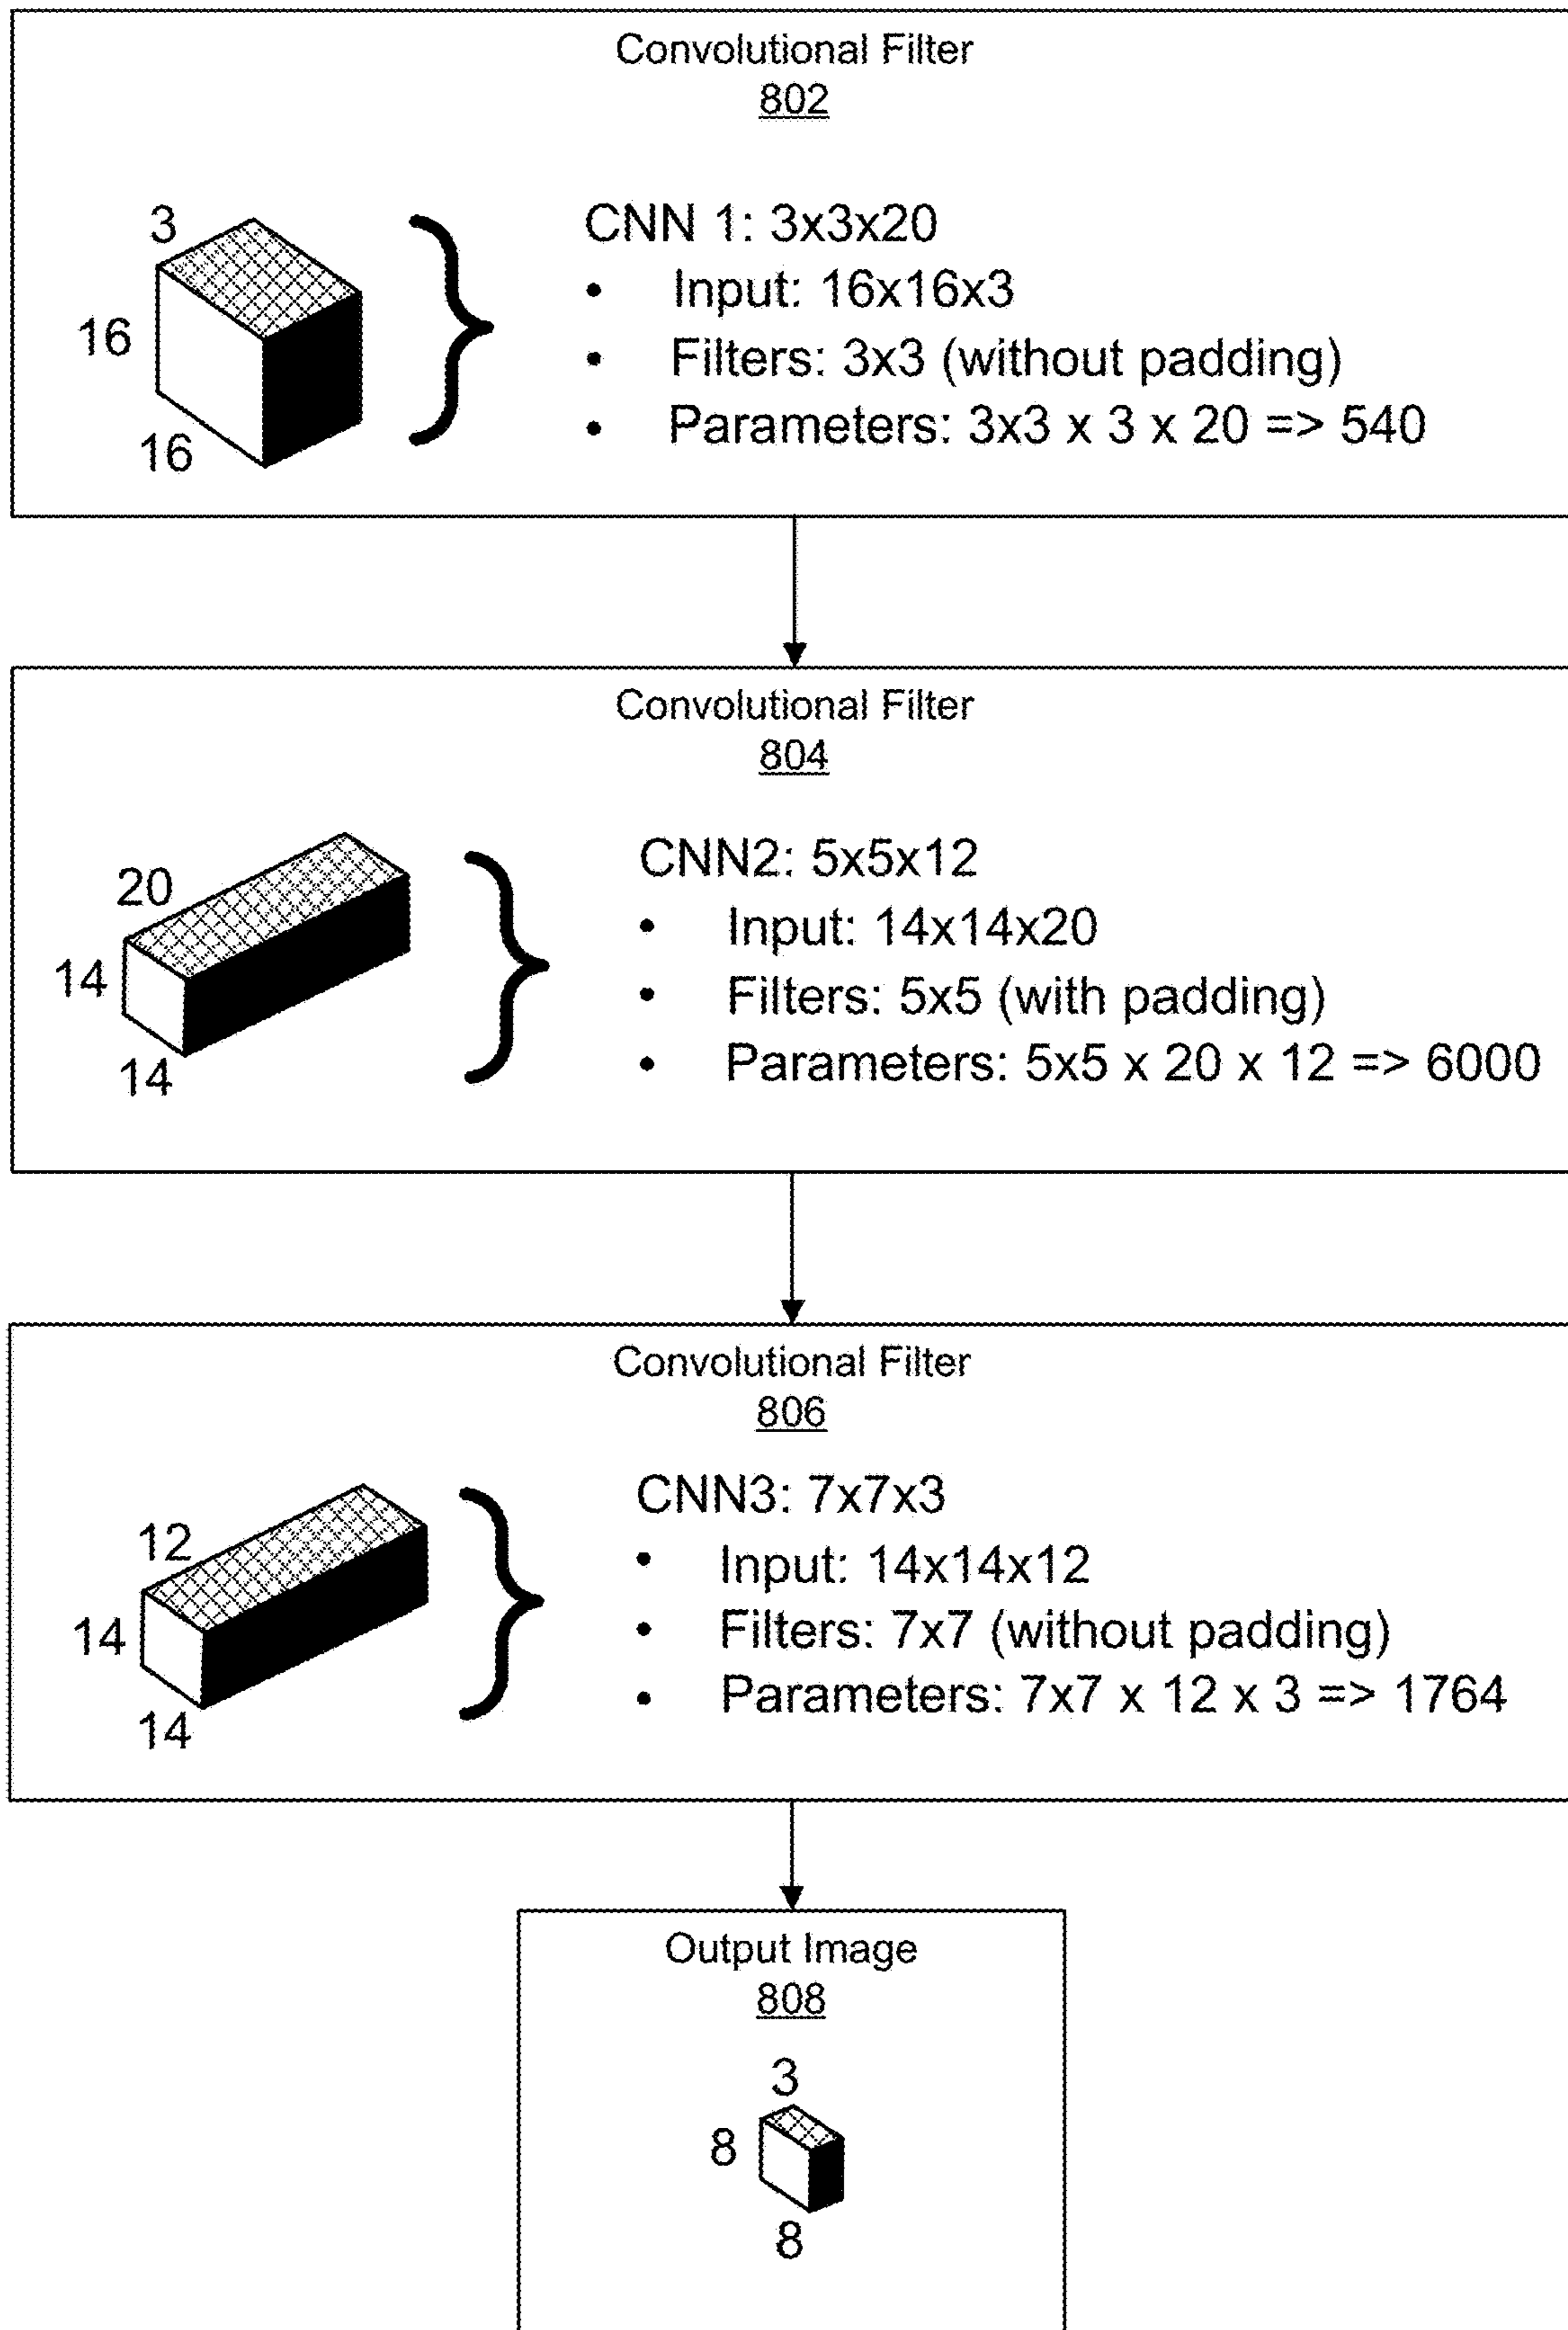 Convolutional Filter
802
3
16
16
CNN 1: 3x3x20
• Input: 16x16x3
• Filters: 3x3 (without padding)
• Parameters: 3x3 x 3 x 20 => 540
Convolutional Filter
804
20
14
14
CNN2: 5x5x12
• Input: 14x14x20
• Filters: 5x5 (with padding)
• Parameters: 5x5 x 20 x 12 => 6000
Convolutional Filter
806
12
14
14
CNN3: 7x7x3
• Input: 14x14x12
• Filters: 7x7 (without padding)
• Parameters: 7x7 x 12 x 3 => 1764
Output Image
808
3
8
8